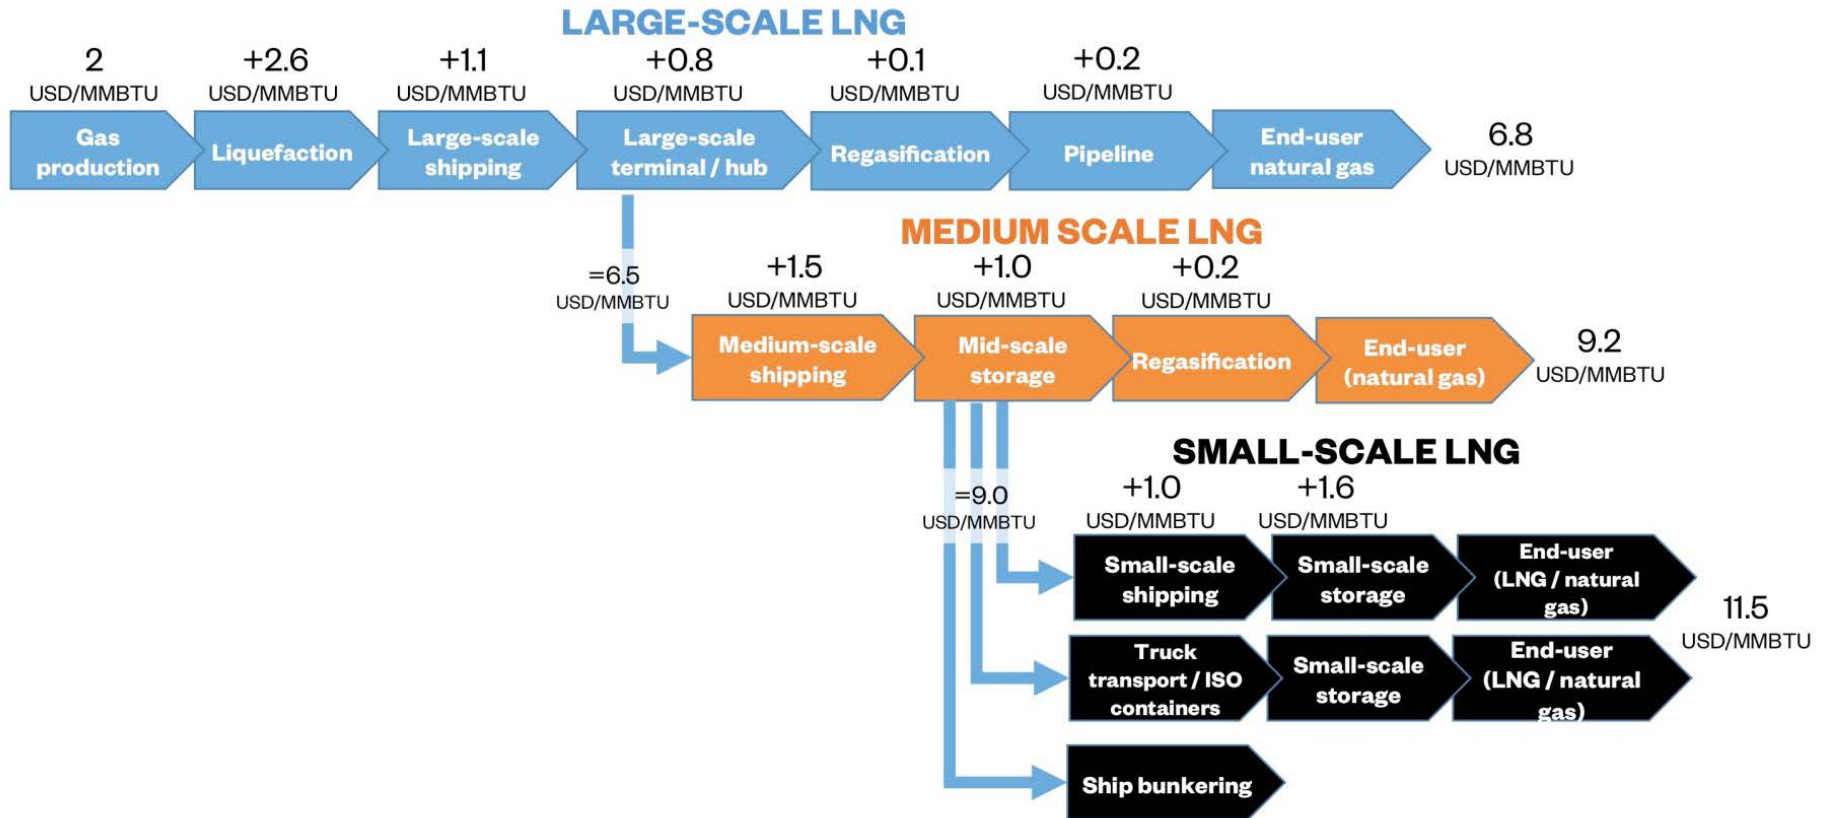 LARGE-SCALE LNG
2
USD/MMBTU
+2.6
USD/MMBTU
+1.1
USD/MMBTU
+0.8
USD/MMBTU
+0.1
USD/MMBTU
+0.2
USD/MMBTU
Gas
production
Liquefaction
Large-scale
shipping
Large-scale
terminal / hub
Regasification
Pipeline
End-user
natural gas
6.8
USD/MMBTU
MEDIUM SCALE LNG
=6.5
USD/MMBTU
+1.5
USD/MMBTU
+1.0
USD/MMBTU
+0.2
USD/MMBTU
Medium-scale
shipping
Mid-scale
storage
Regasification
End-user
(natural gas)
9.2
USD/MMBTU
SMALL-SCALE LNG
=9.0
USD/MMBTU
+1.0
USD/MMBTU
+1.6
USD/MMBTU
Small-scale
shipping
Small-scale
storage
End-user
(LNG / natural
gas)
11.5
USD/MMBTU
Truck
transport / ISO
containers
Small-scale
storage
End-user
(LNG / natural
gas)
Ship bunkering